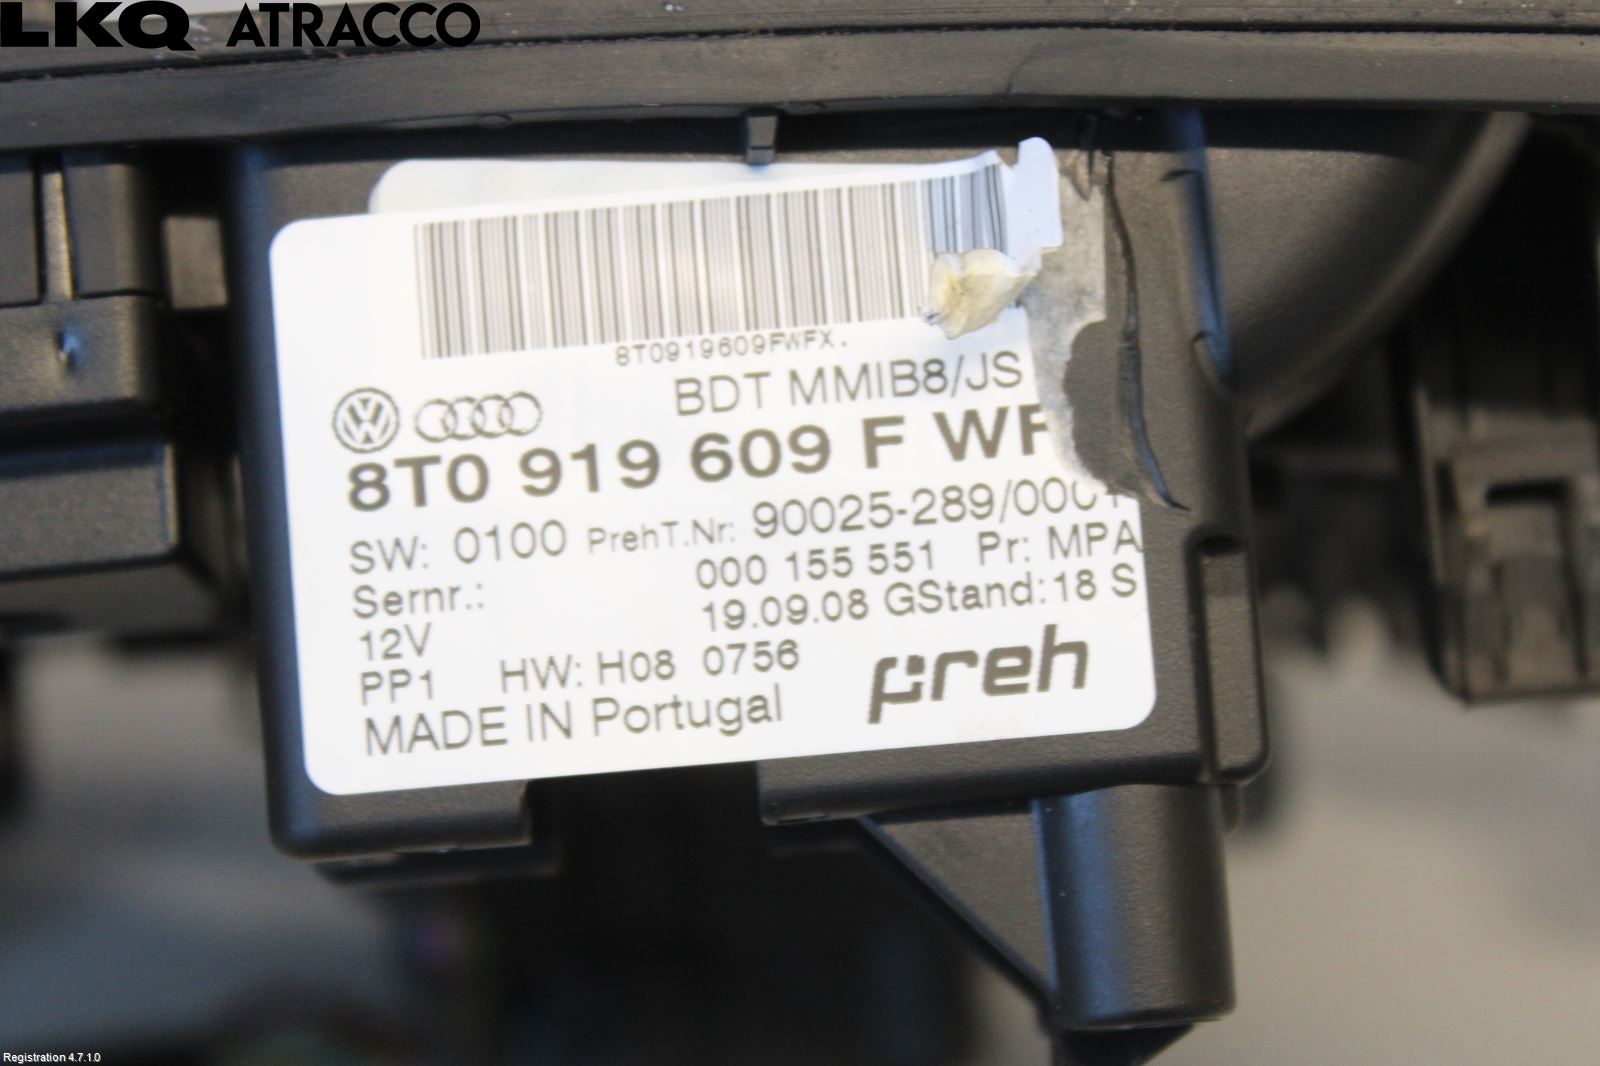 LKQ ATRACCO
8T0919609FWFX.
BDT MMIB8/JS
8T0 919 609 F
SW: 0100 PrehT.Nr: 90025-289/0001
Sernr.: 000 155 551 Pr: MPA
12V 19.09.08 GStand:18 S
PP1 HW: H08 0756
preh
MADE IN Portugal
Registration 4.7.1.0